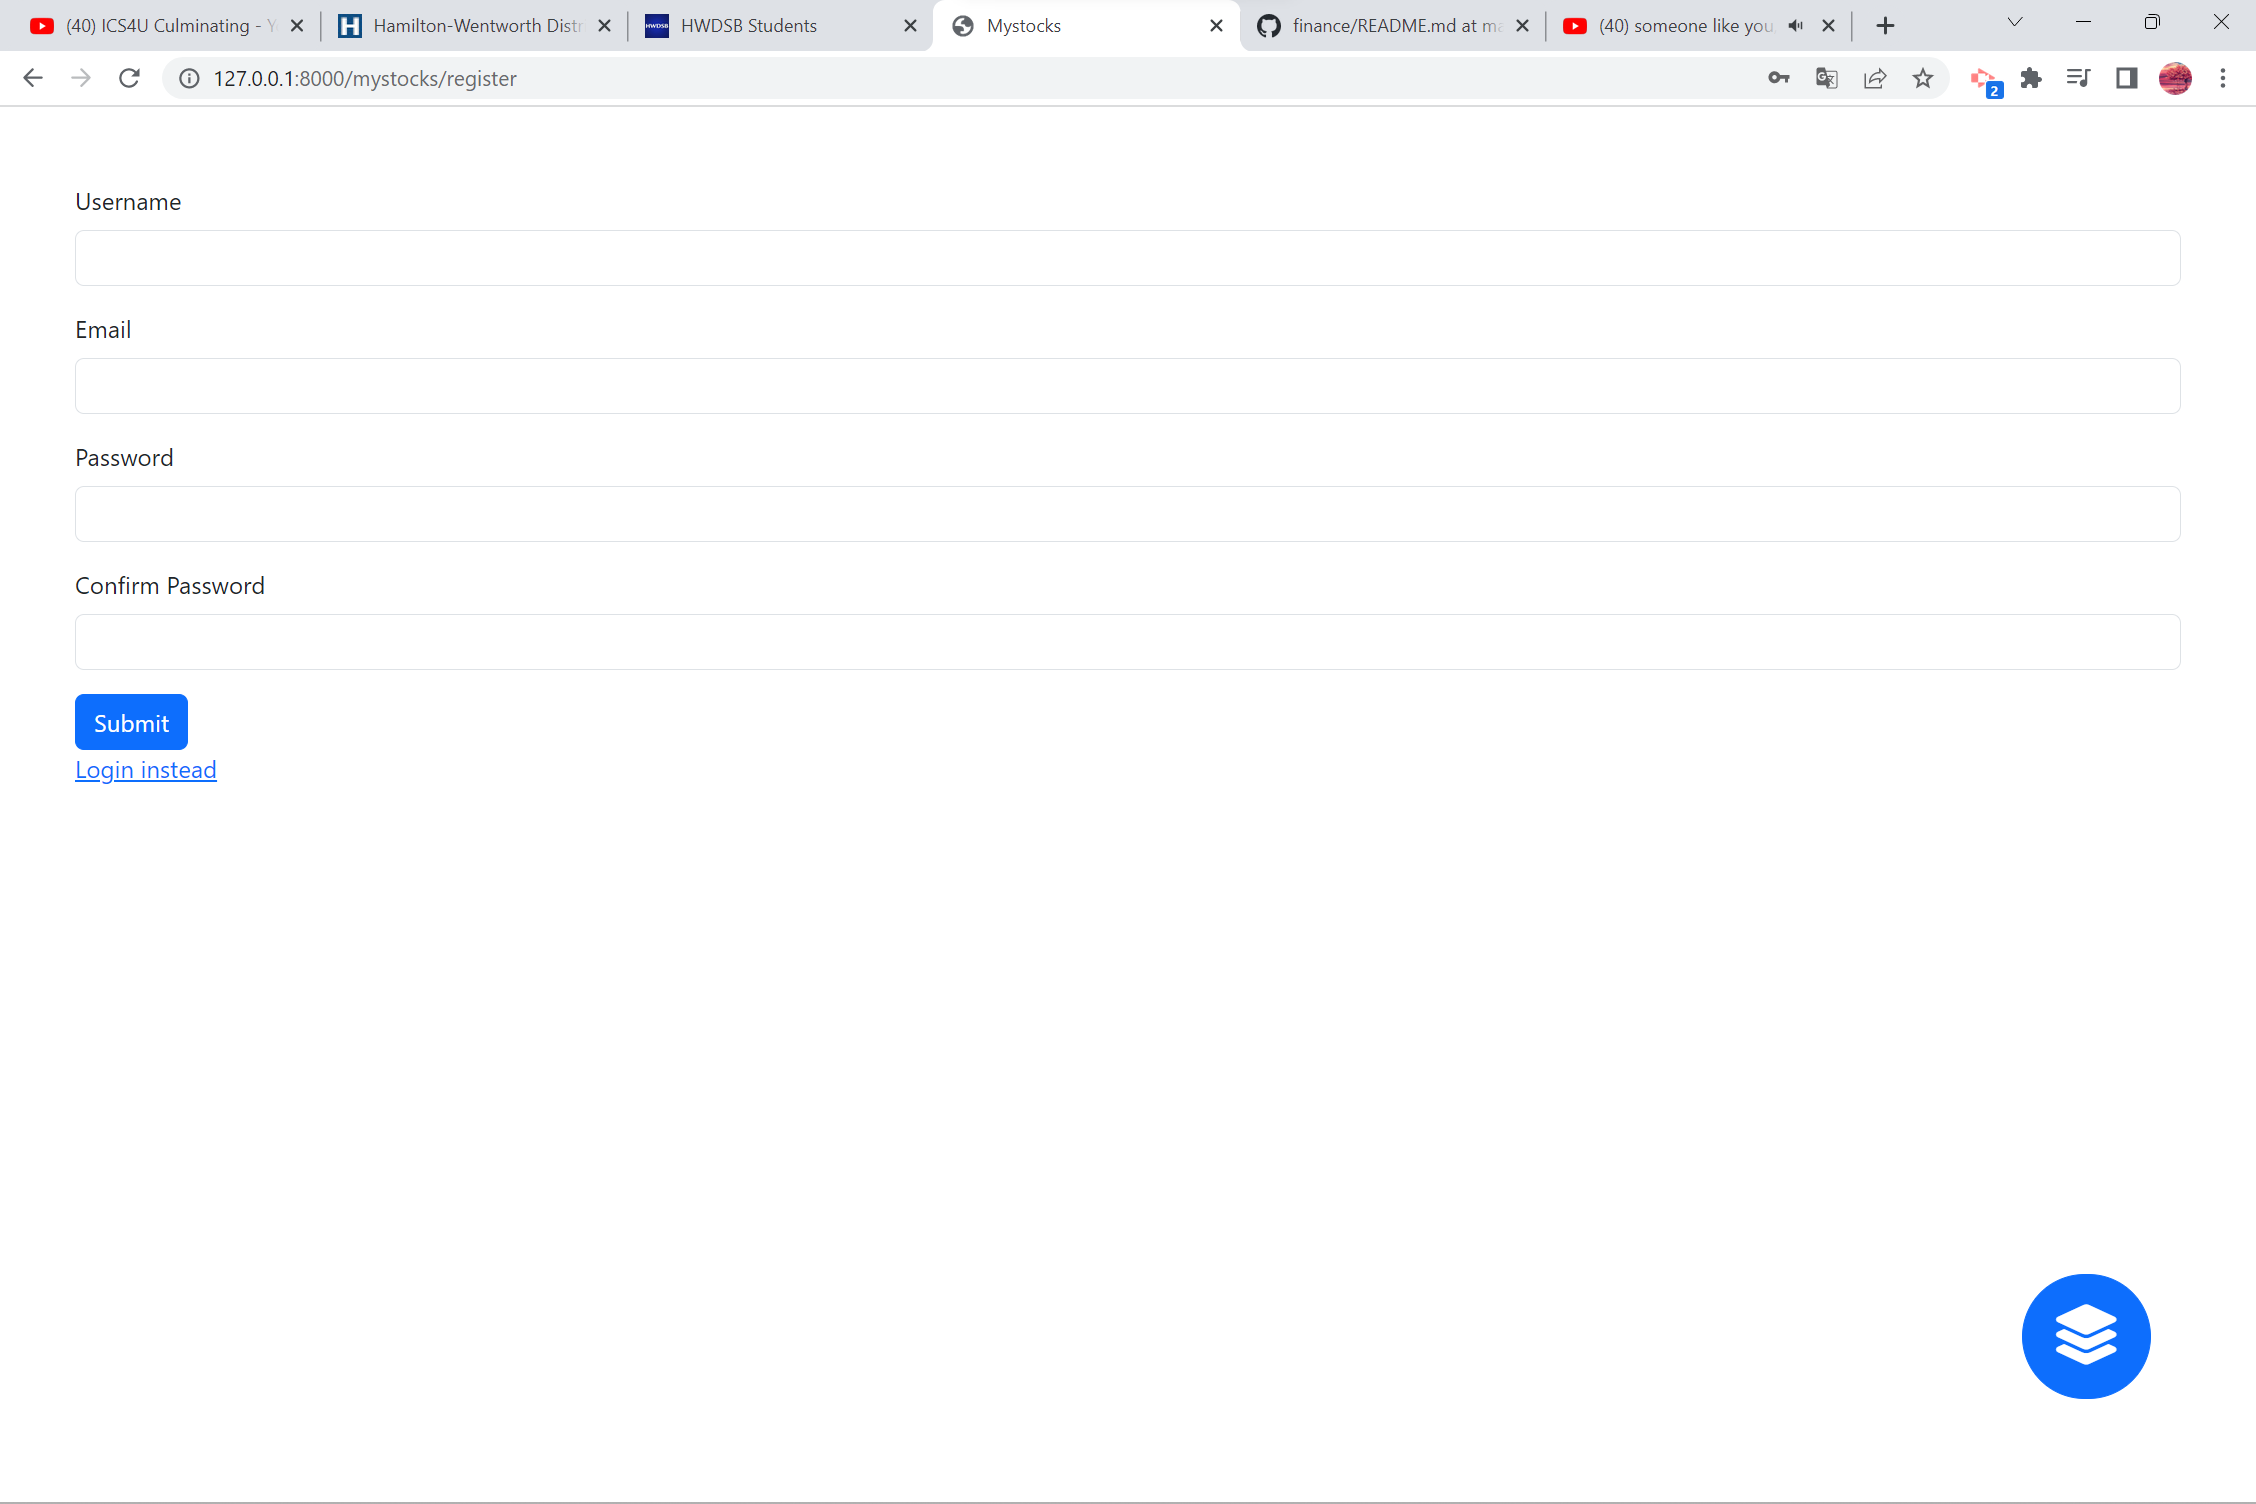 (40) ICS4U Culminating - Y
Hamilton-Wentworth Distr
HWDSB
HWDSB Students
Mystocks
finance/README.md at ma
(40) someone like you
127.0.0.1:8000/mystocks/register
2
Username
Email
Password
Confirm Password
Submit
Login instead